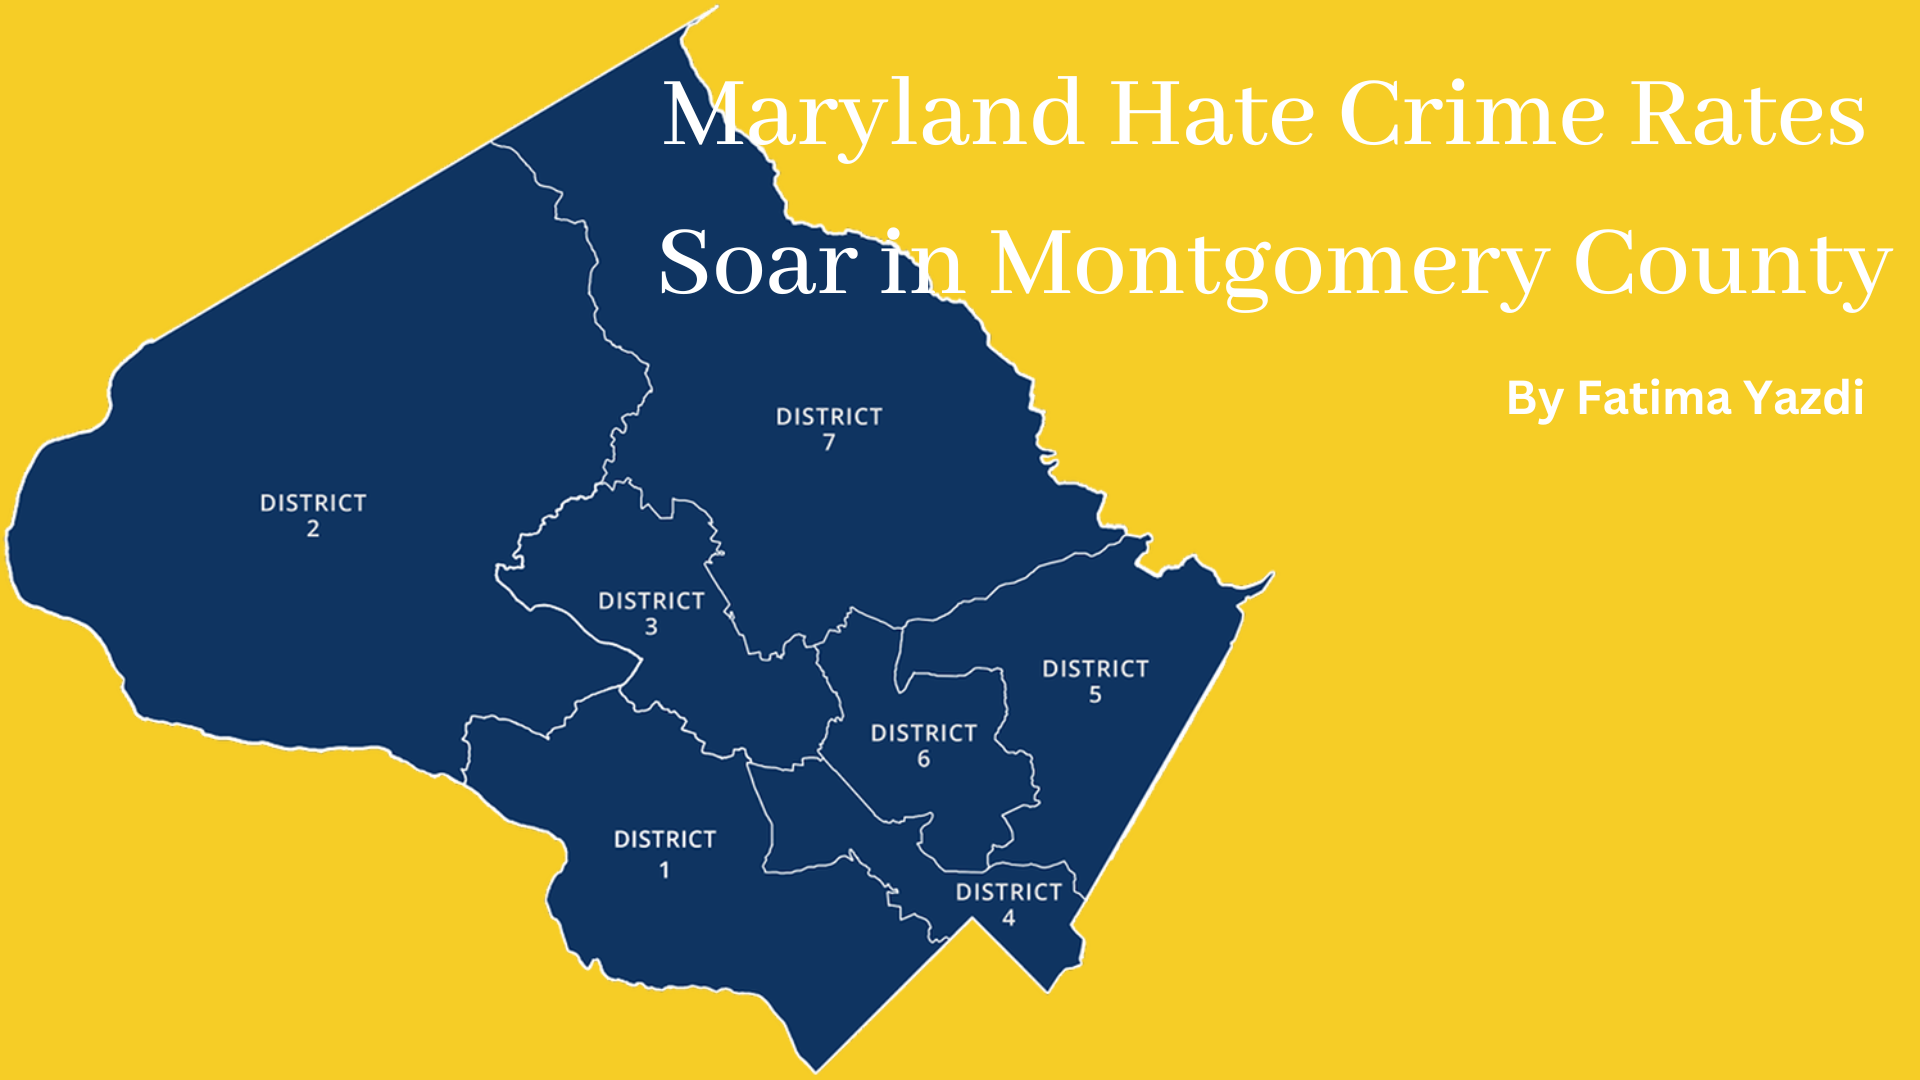 Maryland Hate Crime Rates
Soar in Montgomery County
By Fatima Yazdi
DISTRICT
7
DISTRICT
2
DISTRICT
3
DISTRICT
5
DISTRICT
6
DISTRICT
1
DISTRICT
4